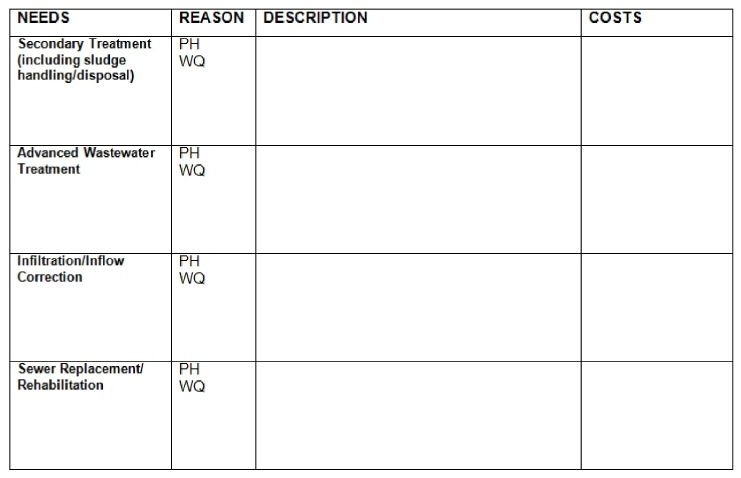 NEEDS REASON DESCRIPTION COSTS
Secondary Treatment PH
(including sludge WQ
handling/disposal)
Advanced Wastewater PH
Treatment WQ
Infiltration/Inflow PH
Correction WQ
Sewer Replacement/ PH
Rehabilitation WQ